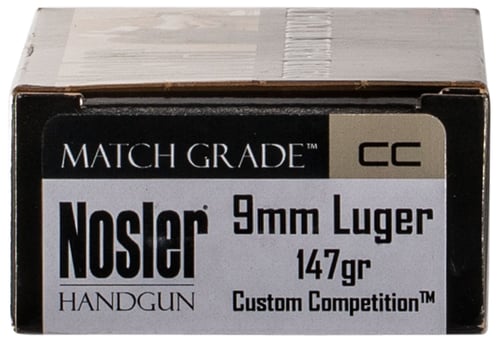 MATCH GRADE™ CC
Nosler®
HANDGUN
9mm Luger
147gr
Custom Competition™